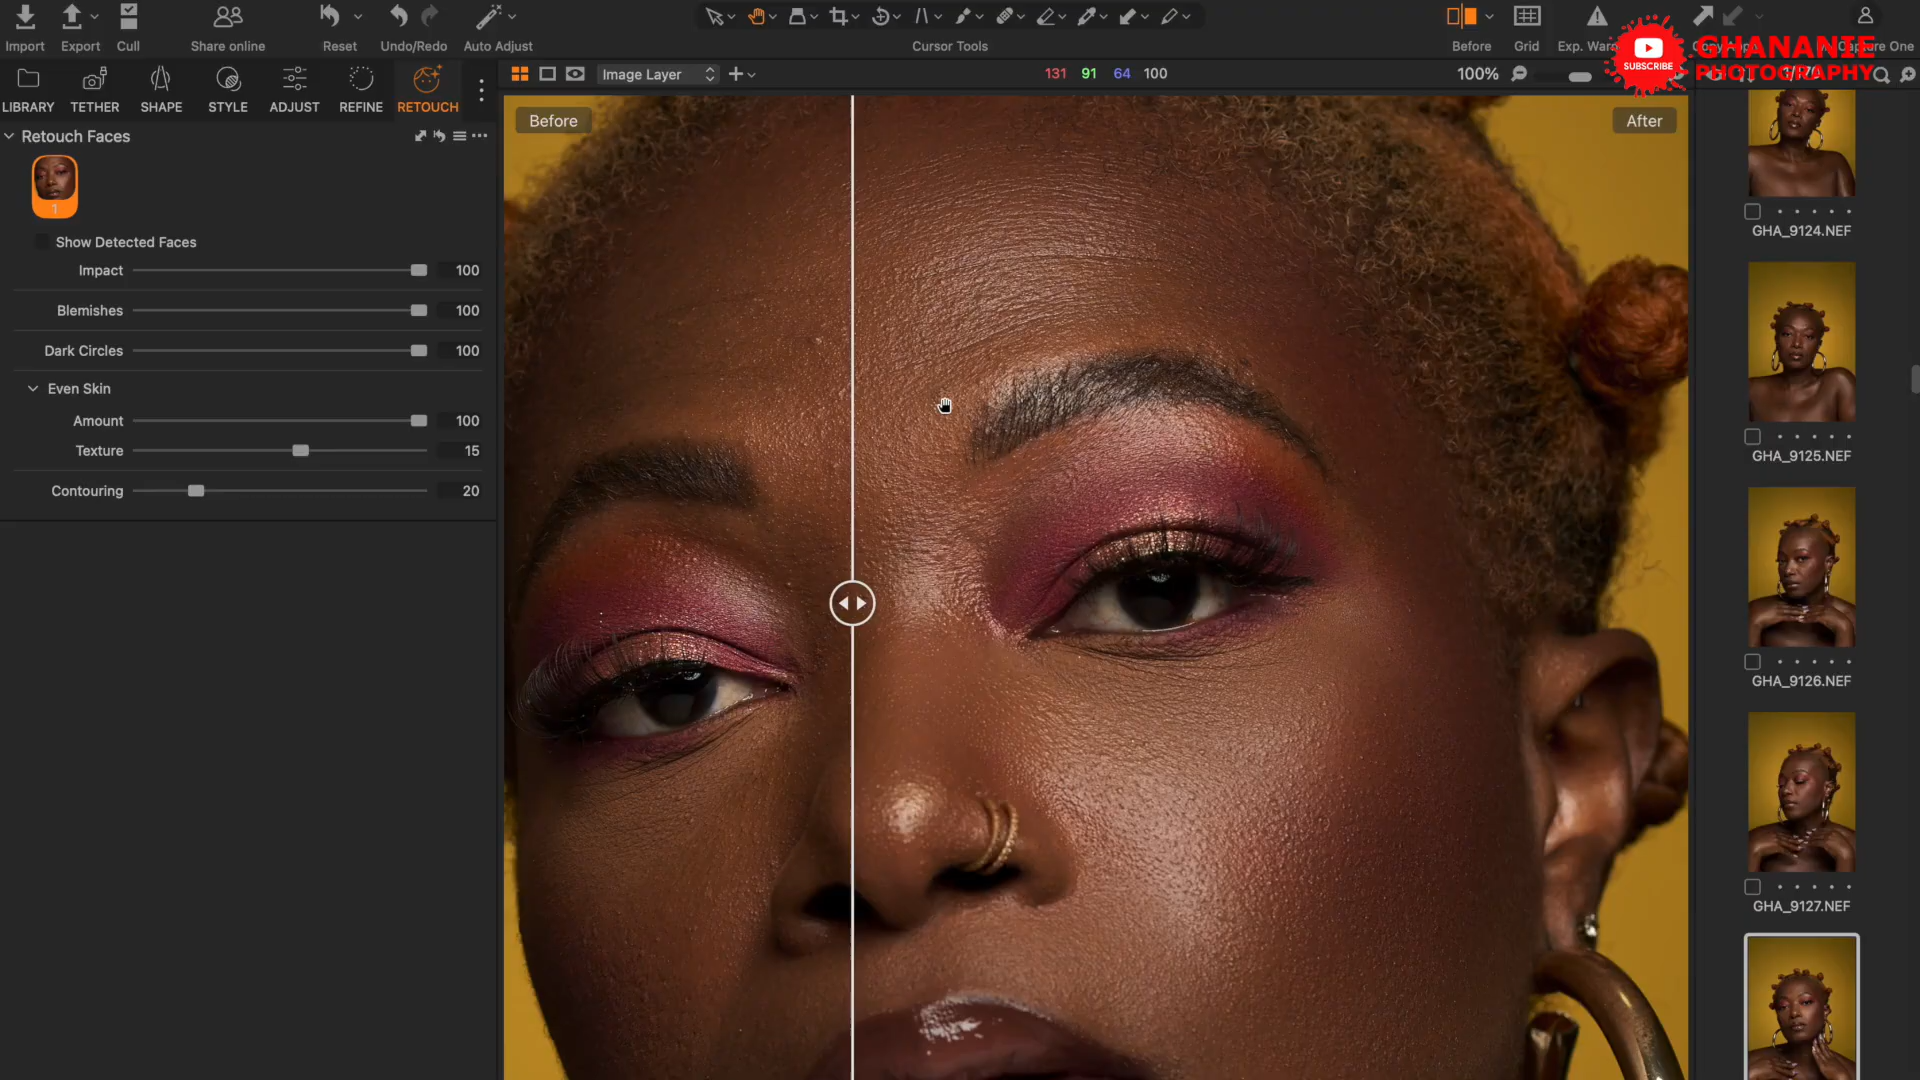 Import
Export
Cull
Share online
Reset
Undo/Redo
Auto Adjust
Cursor Tools
Before
Grid
SUBSCRIBE
GHANANIE
PHOTOGRAPHY
LIBRARY
TETHER
SHAPE
STYLE
ADJUST
REFINE
RETOUCH
Image Layer
131 91 64 100
100%
Retouch Faces
1
Show Detected Faces
Impact 100
Blemishes 100
Dark Circles 100
Even Skin
Amount 100
Texture 15
Contouring 20
Before
After
GHA_9124.NEF
GHA_9125.NEF
GHA_9126.NEF
GHA_9127.NEF